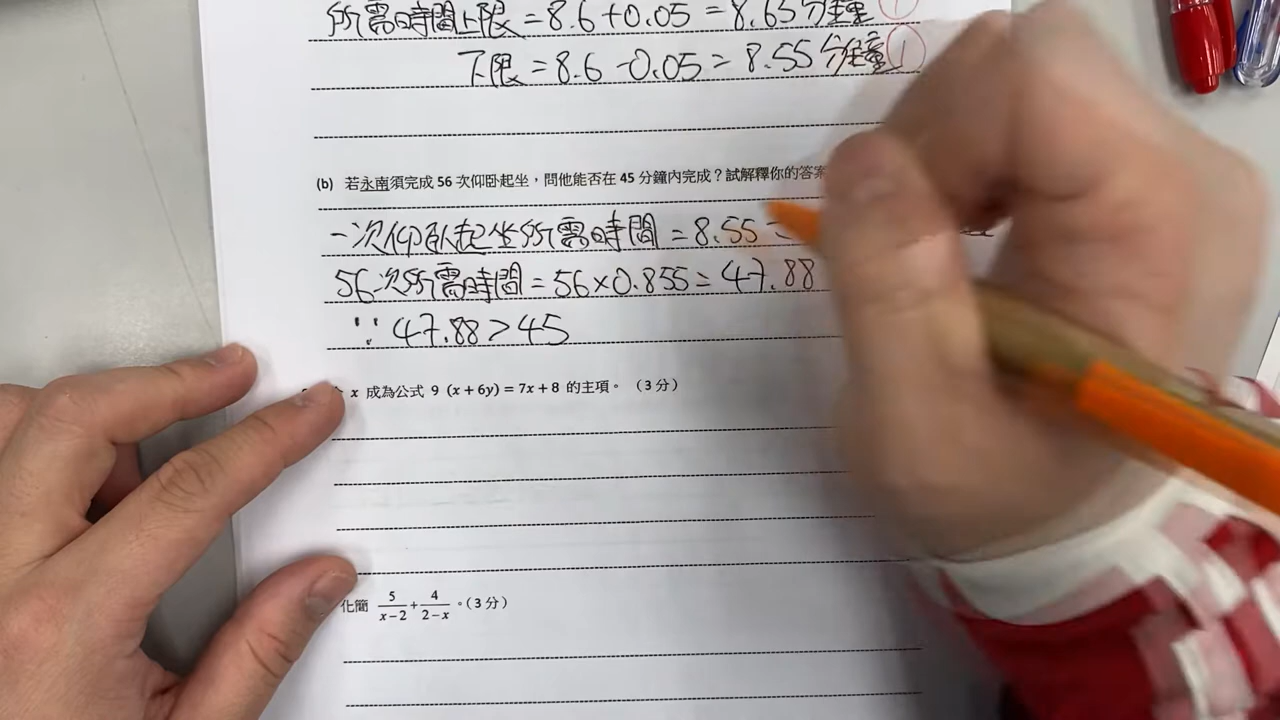 所需時間上限 = 8.6 + 0.05 = 8.65 分鐘 1
下限 = 8.6 - 0.05 = 8.55 分鐘 1
(b) 若永南須完成 56 次仰卧起坐，問他能否在 45 分鐘內完成？試解釋你的答案
一次仰臥起坐所需時間 = 8.55
56次所需時間 = 56×0.855 = 47.88
∵ 47.88 > 45
x 成為公式 9 (x + 6y) = 7x + 8 的主項。（3 分）
化簡 5/(x−2) + 4/(2−x) 。（3 分）